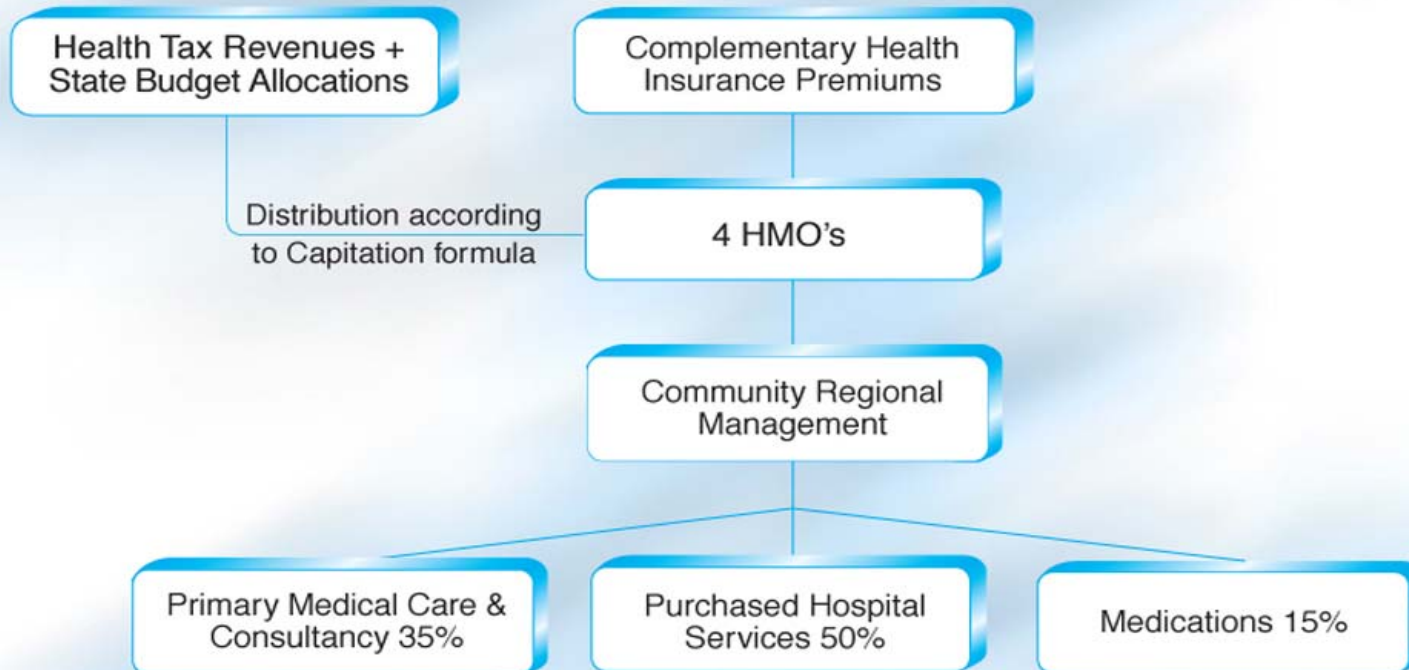 Health Tax Revenues +
State Budget Allocations
Complementary Health
Insurance Premiums
Distribution according
to Capitation formula
4 HMO's
Community Regional
Management
Primary Medical Care &
Consultancy 35%
Purchased Hospital
Services 50%
Medications 15%